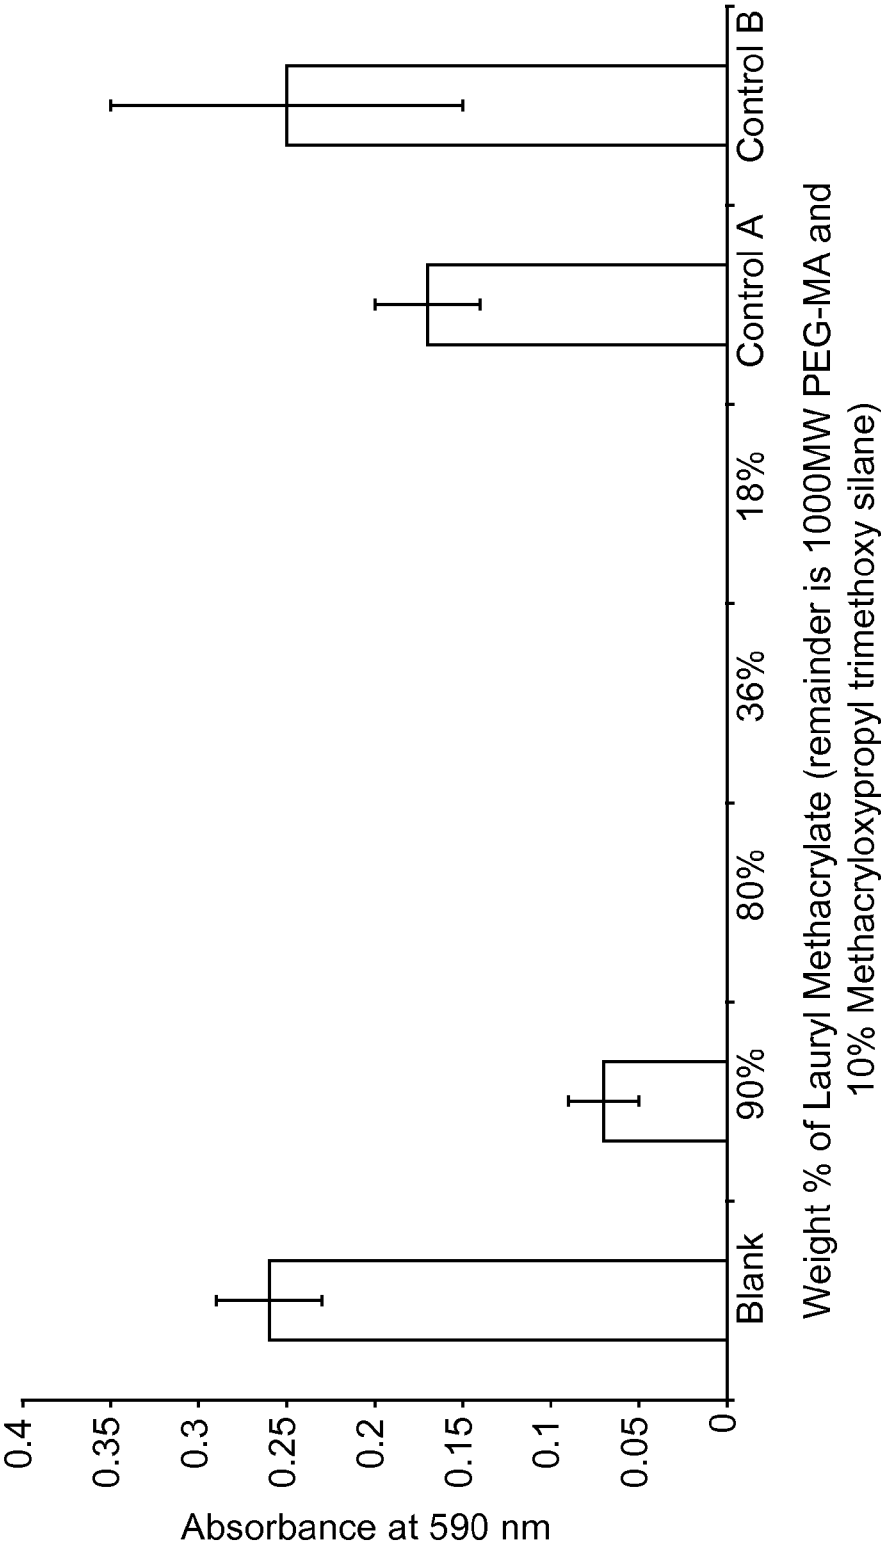 0.4
0.35
0.3
0.25
0.2
0.15
0.1
0.05
0
Absorbance at 590 nm
Blank
90%
80%
36%
18%
Control A
Control B
Weight % of Lauryl Methacrylate (remainder is 1000MW PEG-MA and
10% Methacryloxypropyl trimethoxy silane)